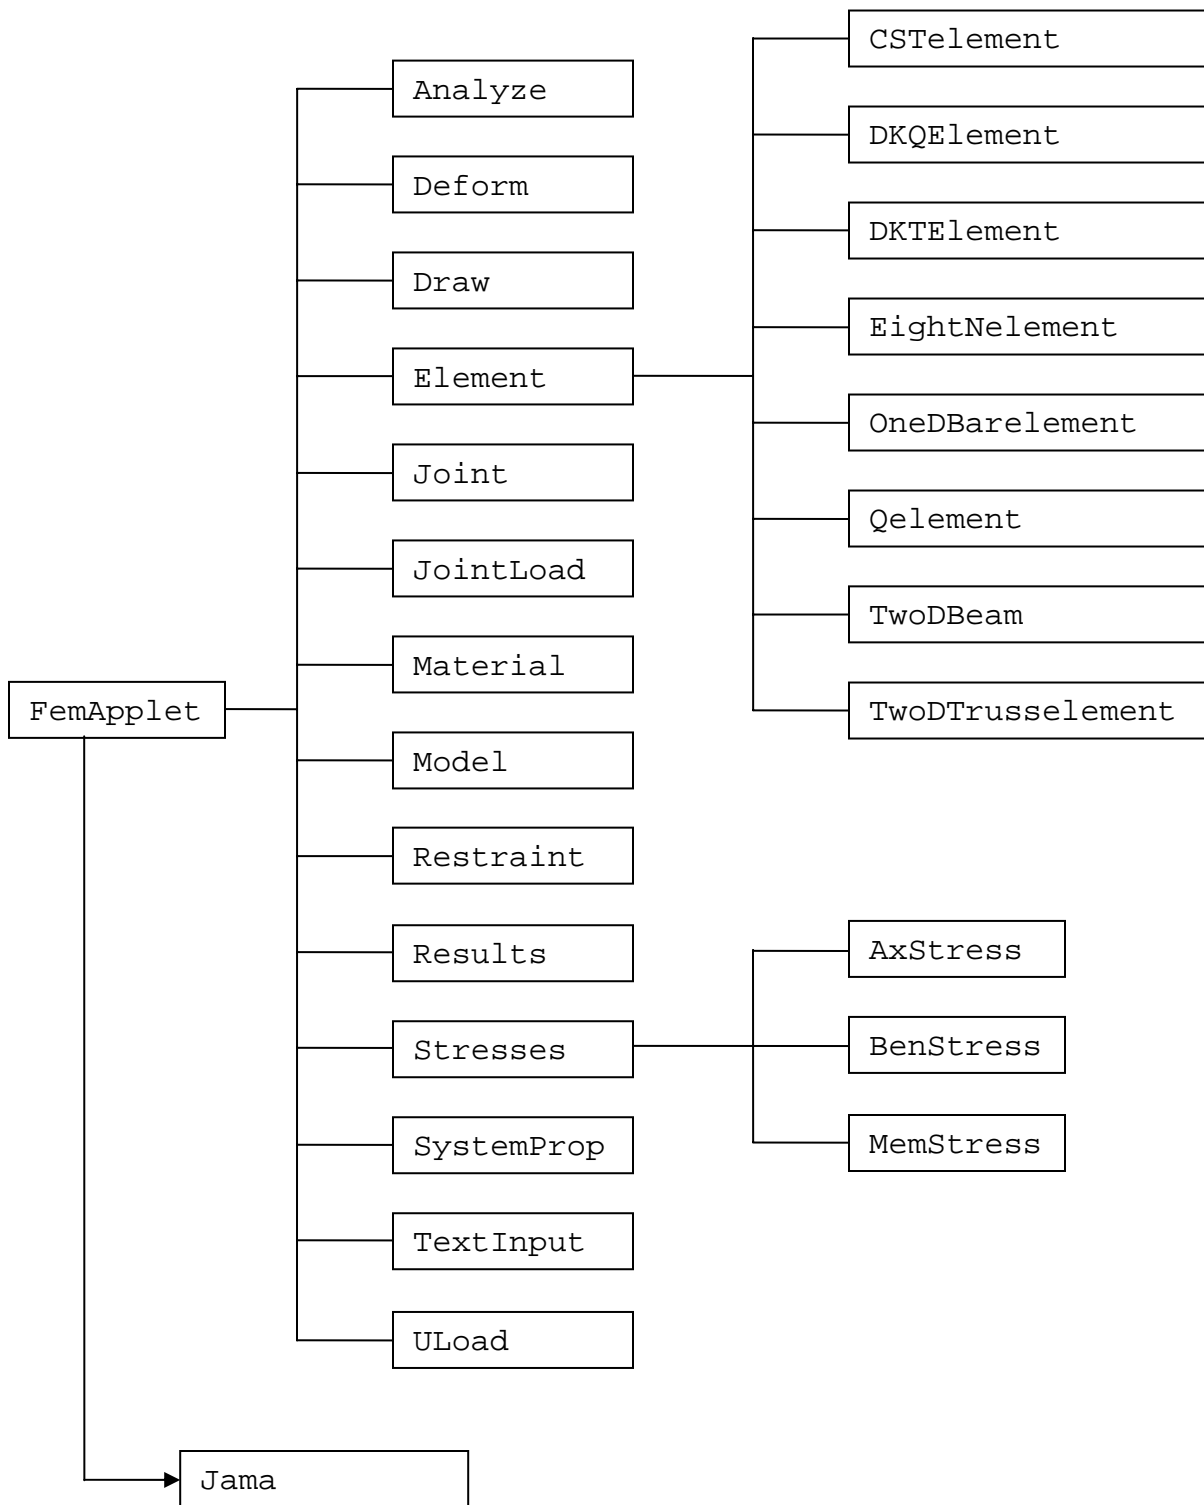 FemApplet
Analyze
Deform
Draw
Element
Joint
JointLoad
Material
Model
Restraint
Results
Stresses
SystemProp
TextInput
ULoad
CSTelement
DKQElement
DKTElement
EightNelement
OneDBarelement
Qelement
TwoDBeam
TwoDTrusselement
AxStress
BenStress
MemStress
Jama